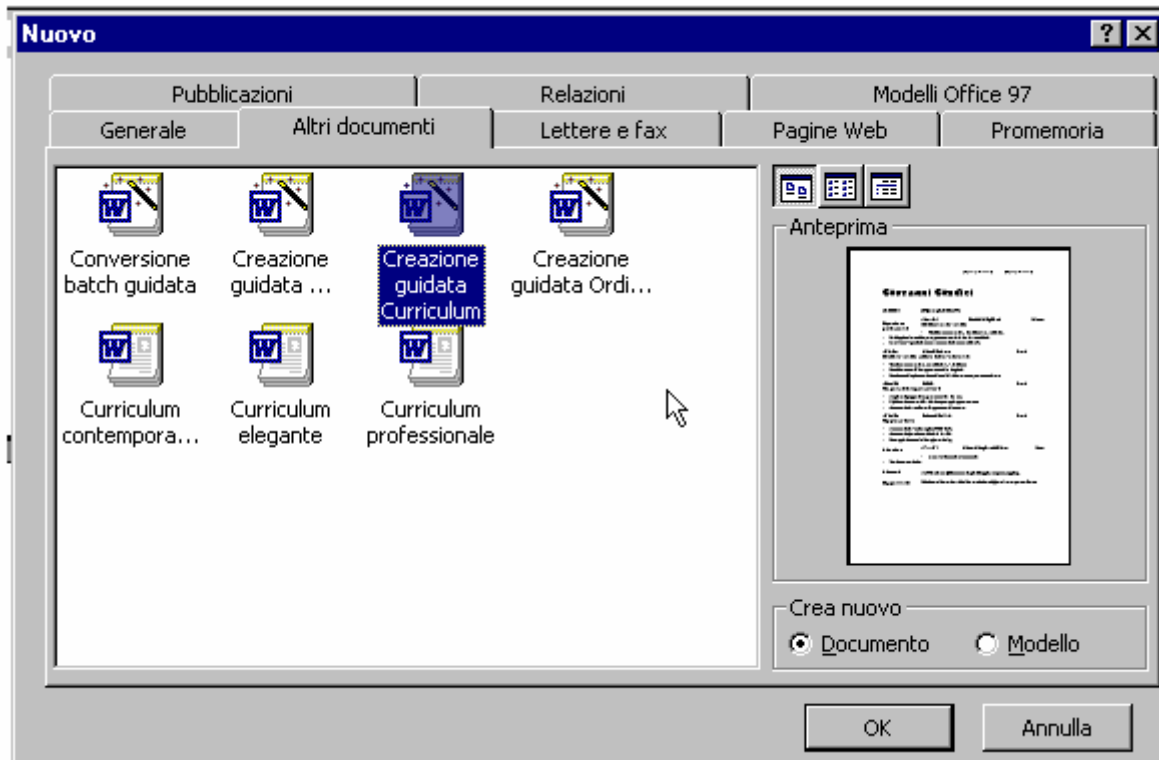 Nuovo
Pubblicazioni
Relazioni
Modelli Office 97
Generale
Altri documenti
Lettere e fax
Pagine Web
Promemoria
Conversione
batch guidata
Creazione
guidata ...
Creazione
guidata
Curriculum
Creazione
guidata Ordi...
Curriculum
contempora...
Curriculum
elegante
Curriculum
professionale
Anteprima
Giovanni Giudici
Crea nuovo
Documento
Modello
OK
Annulla